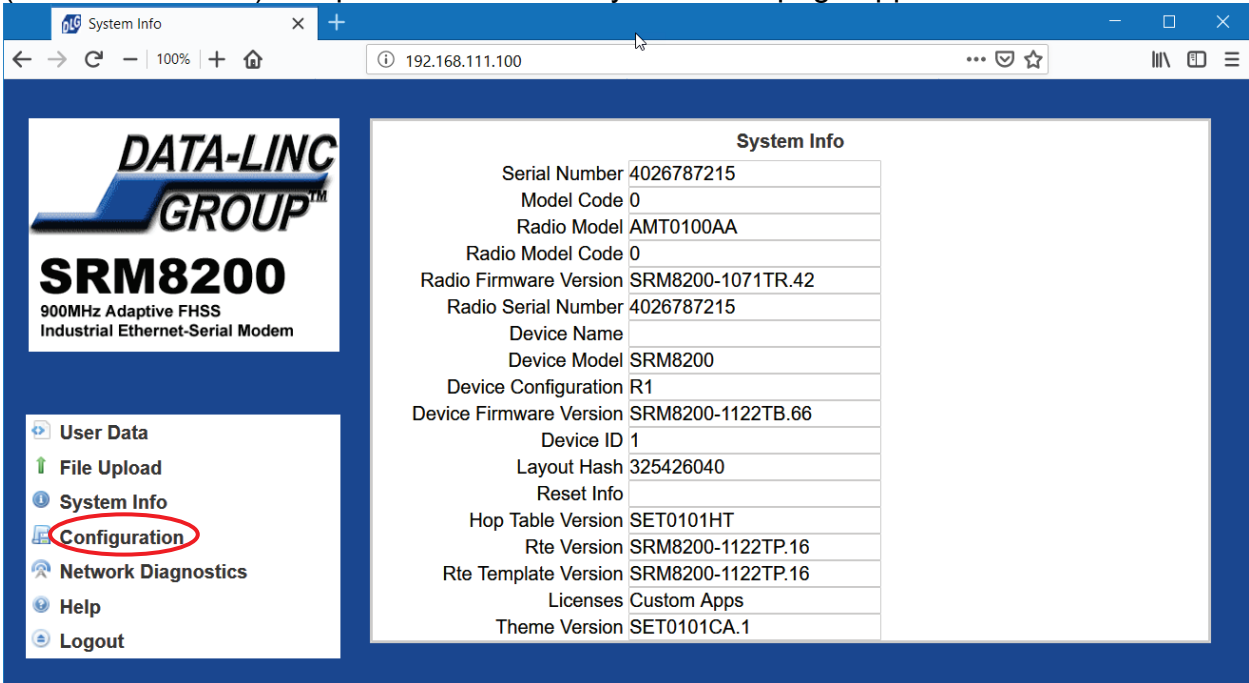 System Info
100%
192.168.111.100
DATA-LINC
GROUP™
SRM8200
900MHz Adaptive FHSS
Industrial Ethernet-Serial Modem
User Data
File Upload
System Info
Configuration
Network Diagnostics
Help
Logout
System Info
Serial Number 4026787215
Model Code 0
Radio Model AMT0100AA
Radio Model Code 0
Radio Firmware Version SRM8200-1071TR.42
Radio Serial Number 4026787215
Device Name
Device Model SRM8200
Device Configuration R1
Device Firmware Version SRM8200-1122TB.66
Device ID 1
Layout Hash 325426040
Reset Info
Hop Table Version SET0101HT
Rte Version SRM8200-1122TP.16
Rte Template Version SRM8200-1122TP.16
Licenses Custom Apps
Theme Version SET0101CA.1